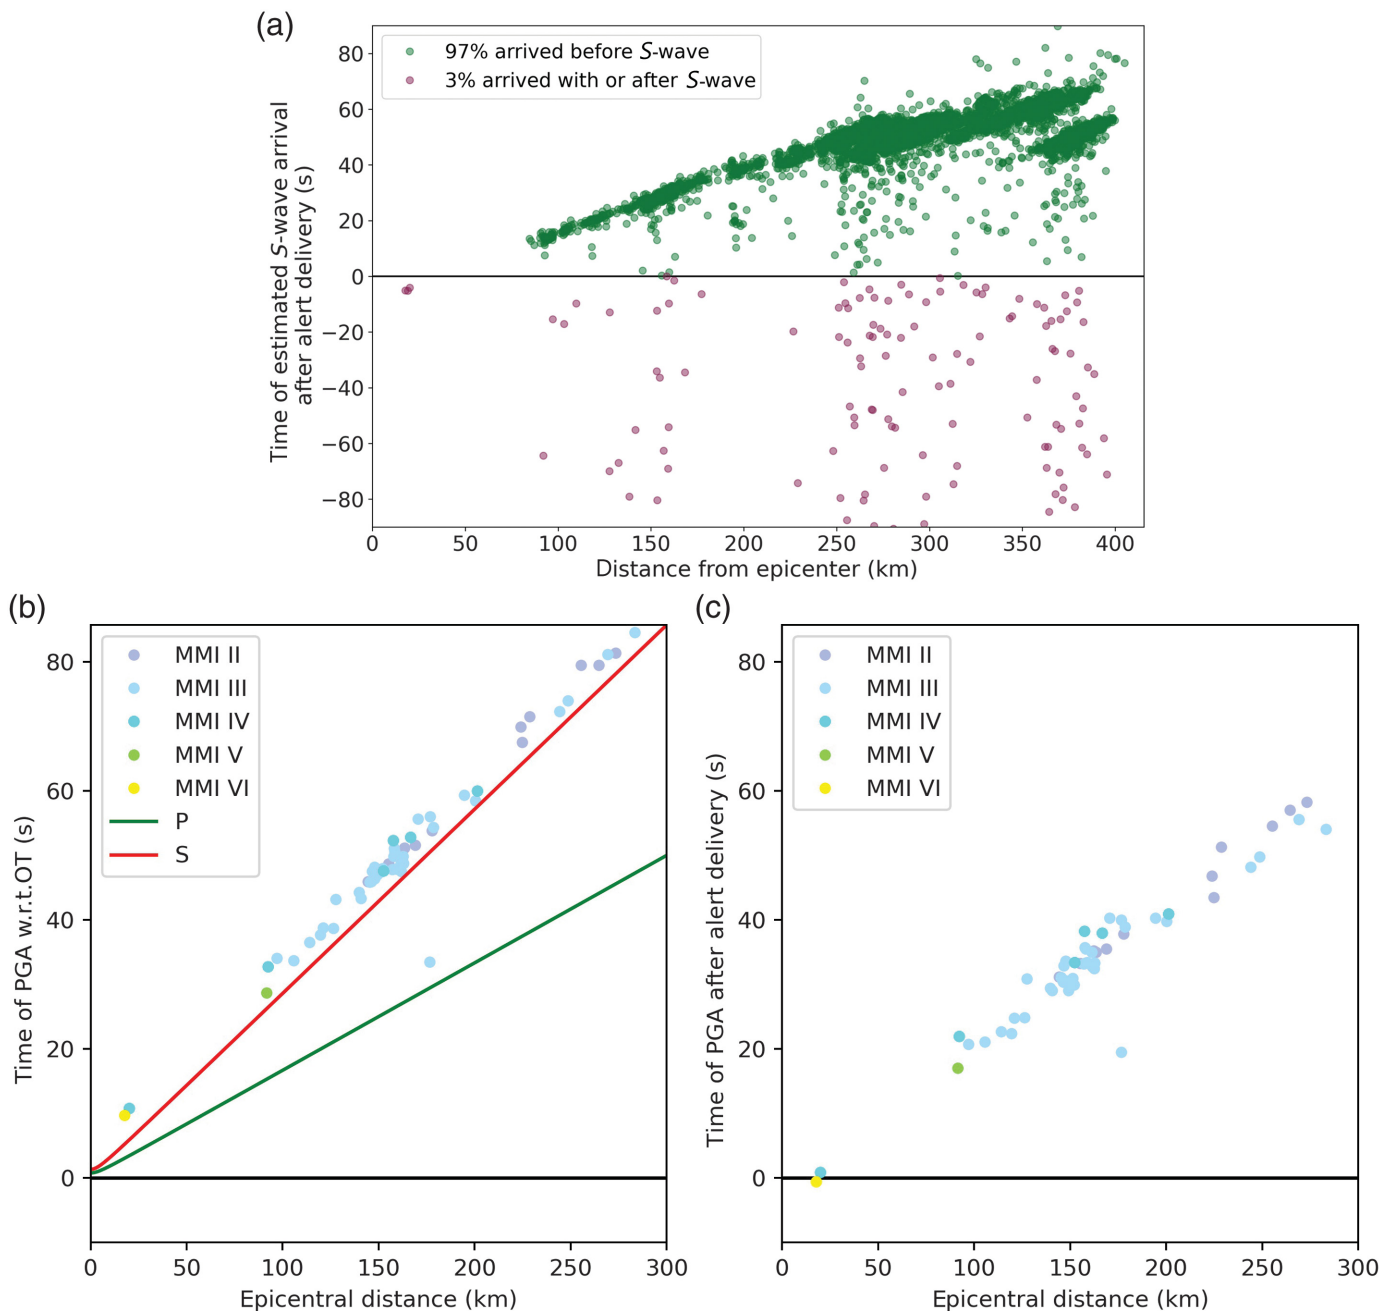 (a)
97% arrived before S-wave
3% arrived with or after S-wave
Time of estimated S-wave arrival
after alert delivery (s)
80
60
40
20
0
−20
−40
−60
−80
0 50 100 150 200 250 300 350 400
Distance from epicenter (km)
(b)
MMI II
MMI III
MMI IV
MMI V
MMI VI
P
S
Time of PGA w.r.t.OT (s)
80
60
40
20
0
0 50 100 150 200 250 300
Epicentral distance (km)
(c)
MMI II
MMI III
MMI IV
MMI V
MMI VI
Time of PGA after alert delivery (s)
80
60
40
20
0
0 50 100 150 200 250 300
Epicentral distance (km)